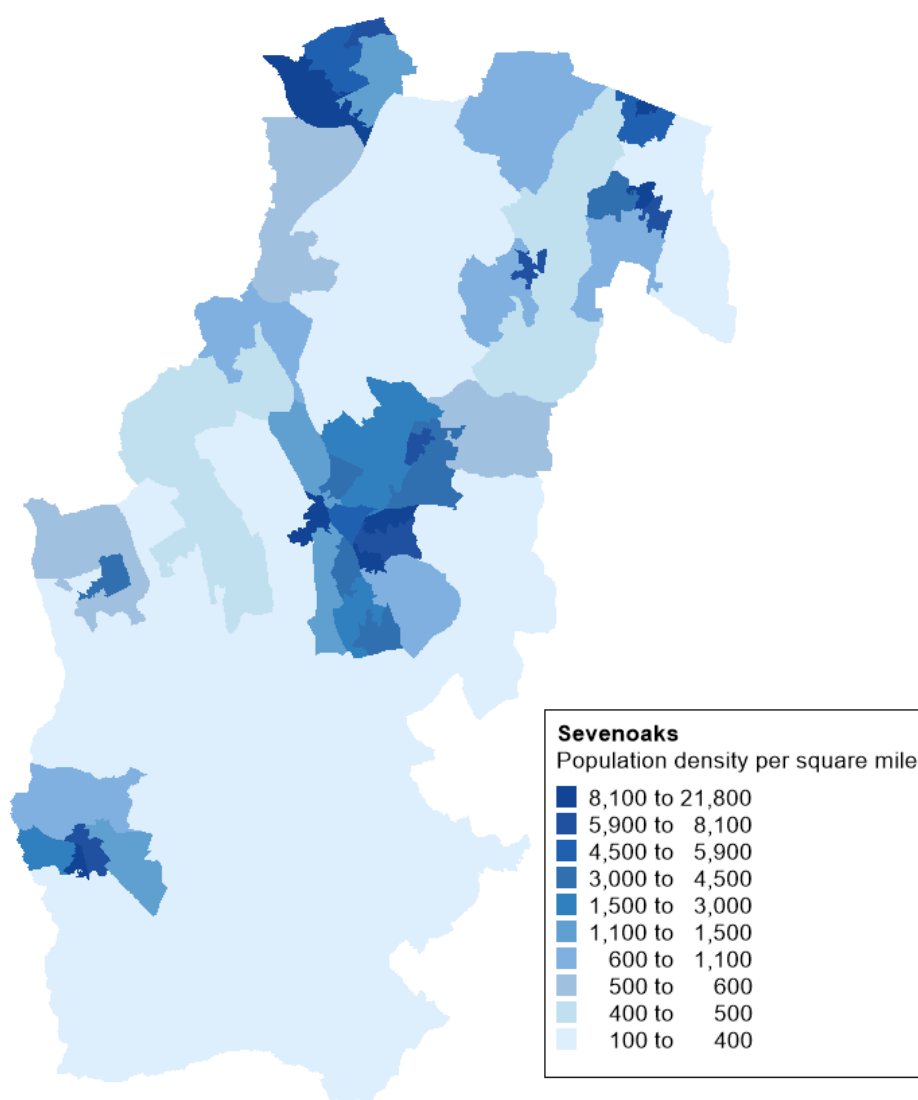 Sevenoaks
Population density per square mile
8,100 to 21,800
5,900 to 8,100
4,500 to 5,900
3,000 to 4,500
1,500 to 3,000
1,100 to 1,500
600 to 1,100
500 to 600
400 to 500
100 to 400